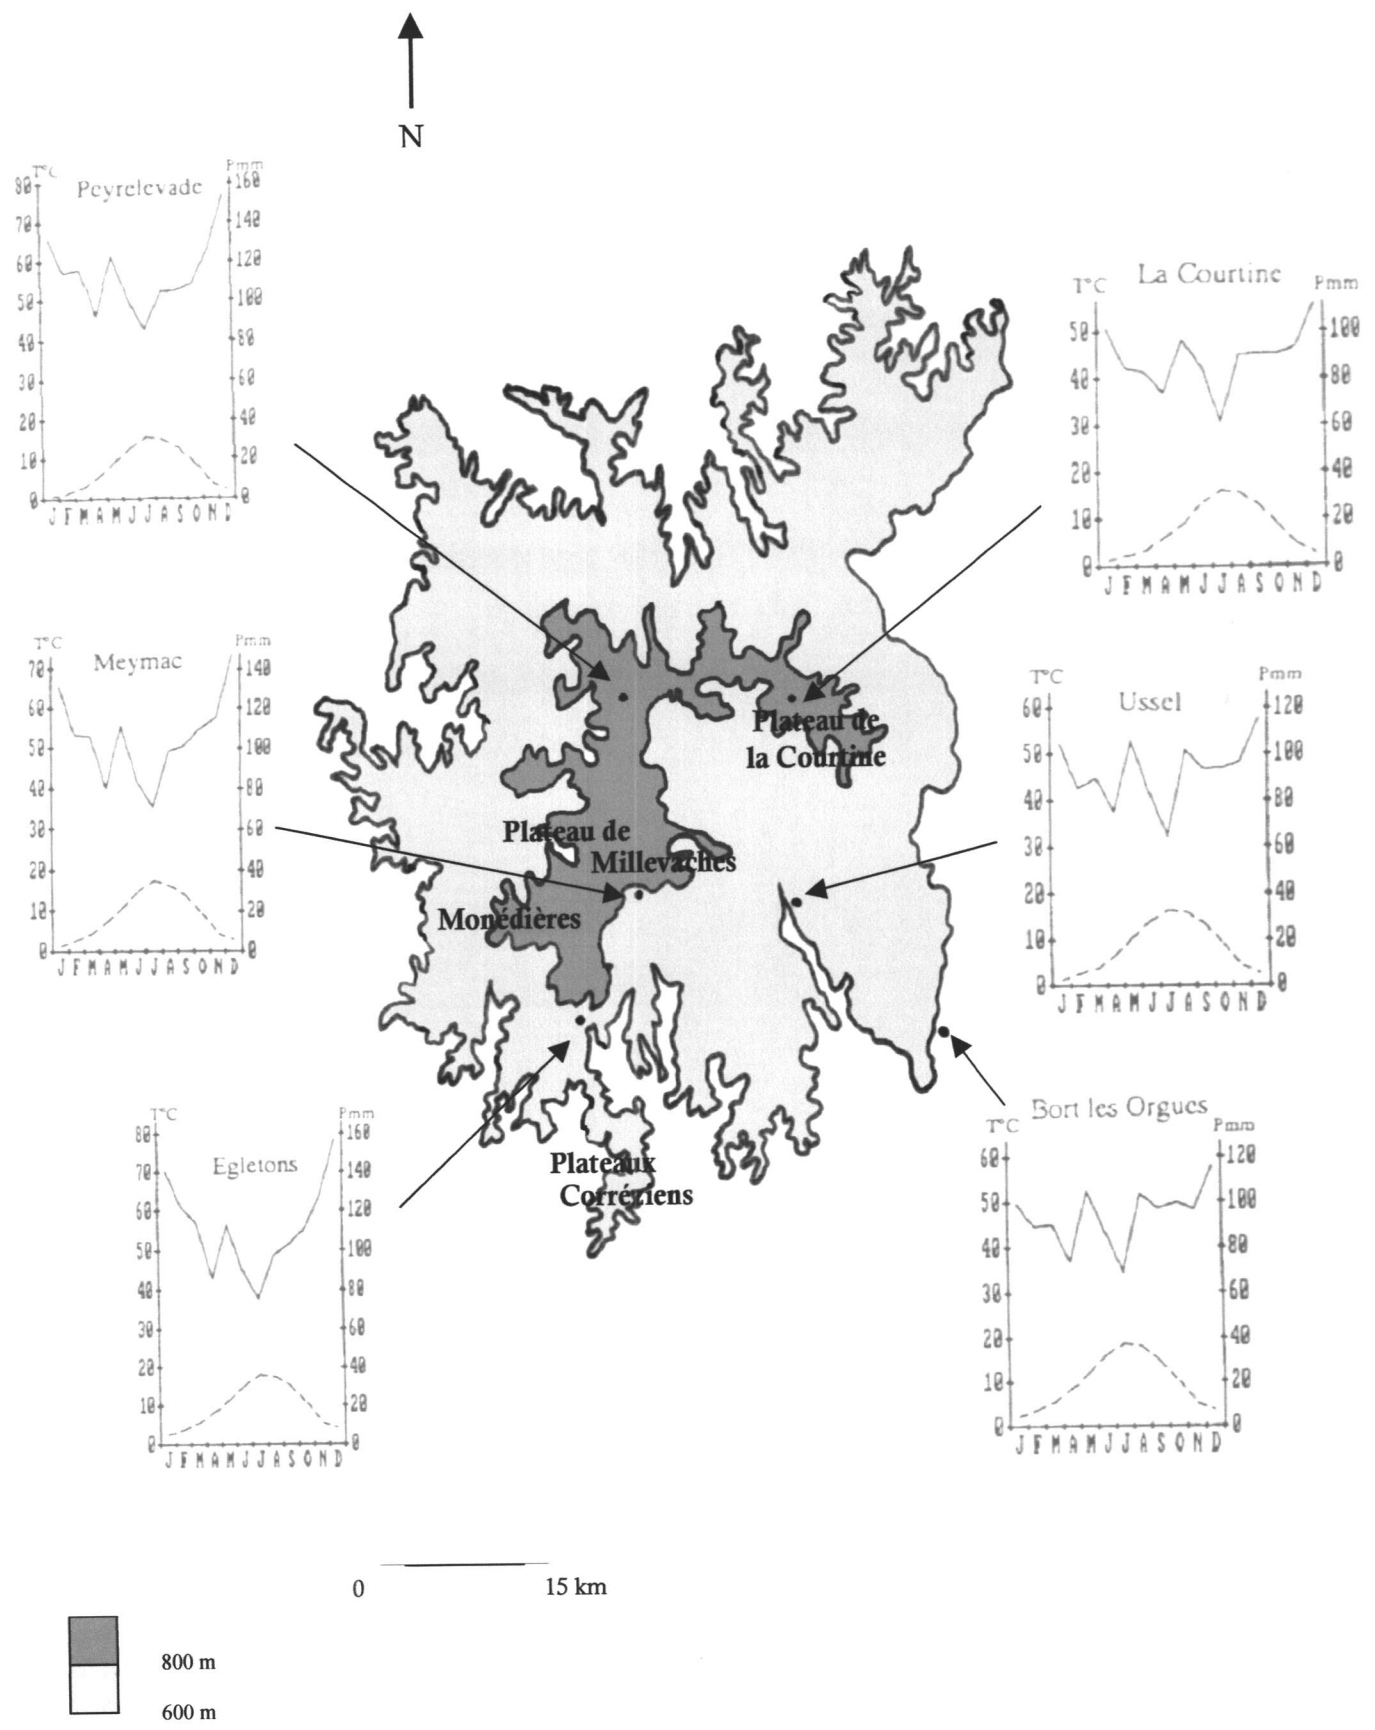 N
T°C
Pmm
Peyrelevade
80
70
60
50
40
30
20
10
0
160
140
120
100
80
60
40
20
0
J F M A M J J A S O N D
T°C
La Courtine
Pmm
50
40
30
20
10
0
100
80
60
40
20
0
J F M A M J J A S O N D
T°C
Pmm
Meymac
70
60
50
40
30
20
10
0
140
120
100
80
60
40
20
0
J F M A M J J A S O N D
T°C
Pmm
Ussel
60
50
40
30
20
10
0
120
100
80
60
40
20
0
J F M A M J J A S O N D
Plateau de
la Courtine
Plateau de
Millevaches
Monédières
T°C
Pmm
Egletons
80
70
60
50
40
30
20
10
0
160
140
120
100
80
60
40
20
0
J F M A M J J A S O N D
Bort les Orgues
T°C
Pmm
60
50
40
30
20
10
0
120
100
80
60
40
20
0
J F M A M J J A S O N D
Plateaux
Corréziens
0
15 km
800 m
600 m